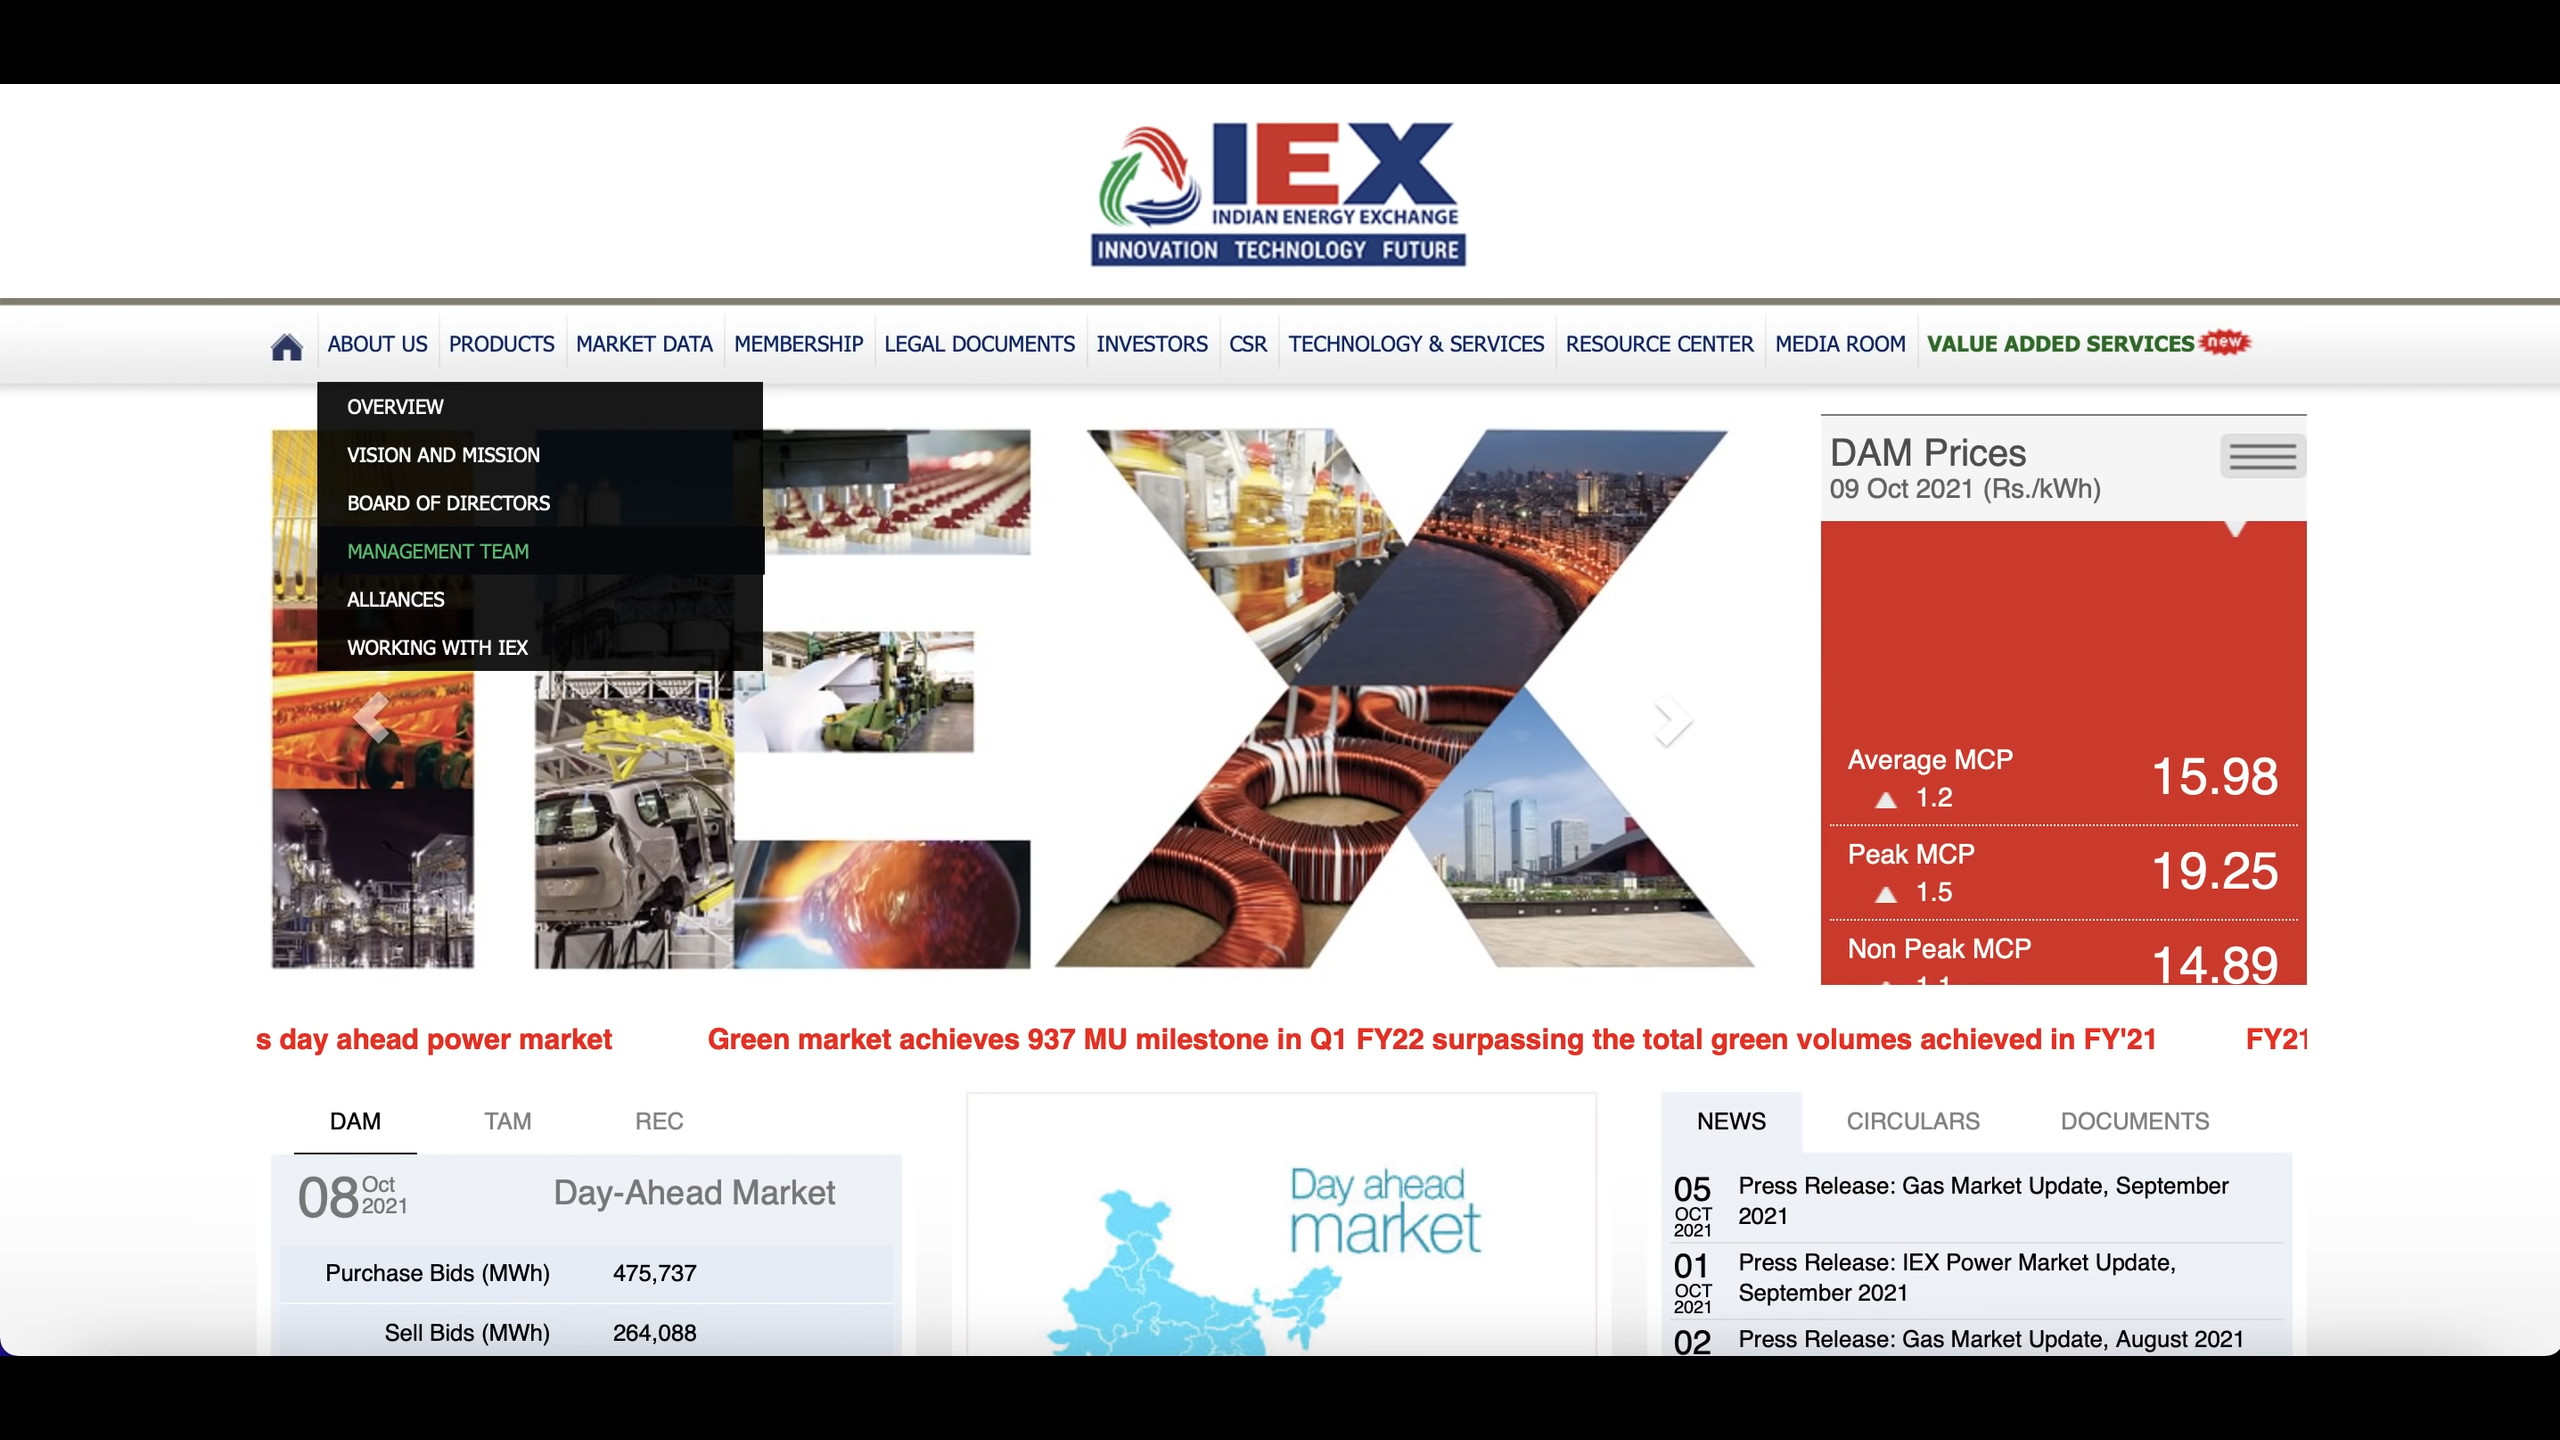 IEX
INDIAN ENERGY EXCHANGE
INNOVATION TECHNOLOGY FUTURE
ABOUT US PRODUCTS MARKET DATA MEMBERSHIP LEGAL DOCUMENTS INVESTORS CSR TECHNOLOGY & SERVICES RESOURCE CENTER MEDIA ROOM VALUE ADDED SERVICES new
OVERVIEW
VISION AND MISSION
BOARD OF DIRECTORS
MANAGEMENT TEAM
ALLIANCES
WORKING WITH IEX
DAM Prices
09 Oct 2021 (Rs./kWh)
Average MCP 15.98
1.2
Peak MCP 19.25
1.5
Non Peak MCP 14.89
1.1
s day ahead power market Green market achieves 937 MU milestone in Q1 FY22 surpassing the total green volumes achieved in FY'21 FY21
DAM TAM REC
08 Oct 2021 Day-Ahead Market
Purchase Bids (MWh) 475,737
Sell Bids (MWh) 264,088
Day ahead
market
NEWS CIRCULARS DOCUMENTS
05 OCT 2021 Press Release: Gas Market Update, September
2021
01 OCT 2021 Press Release: IEX Power Market Update,
September 2021
02 Press Release: Gas Market Update, August 2021